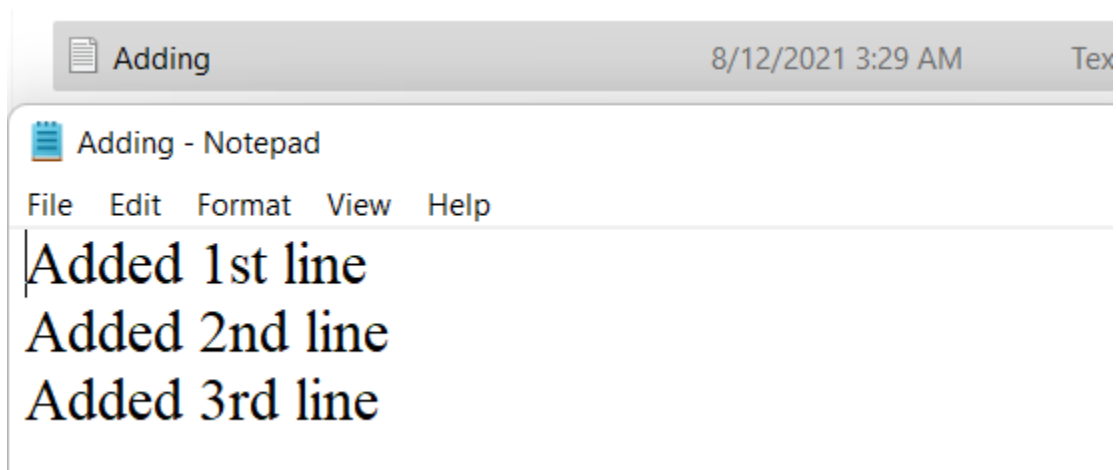 Adding 8/12/2021 3:29 AM Tex
Adding - Notepad
File Edit Format View Help
Added 1st line
Added 2nd line
Added 3rd line